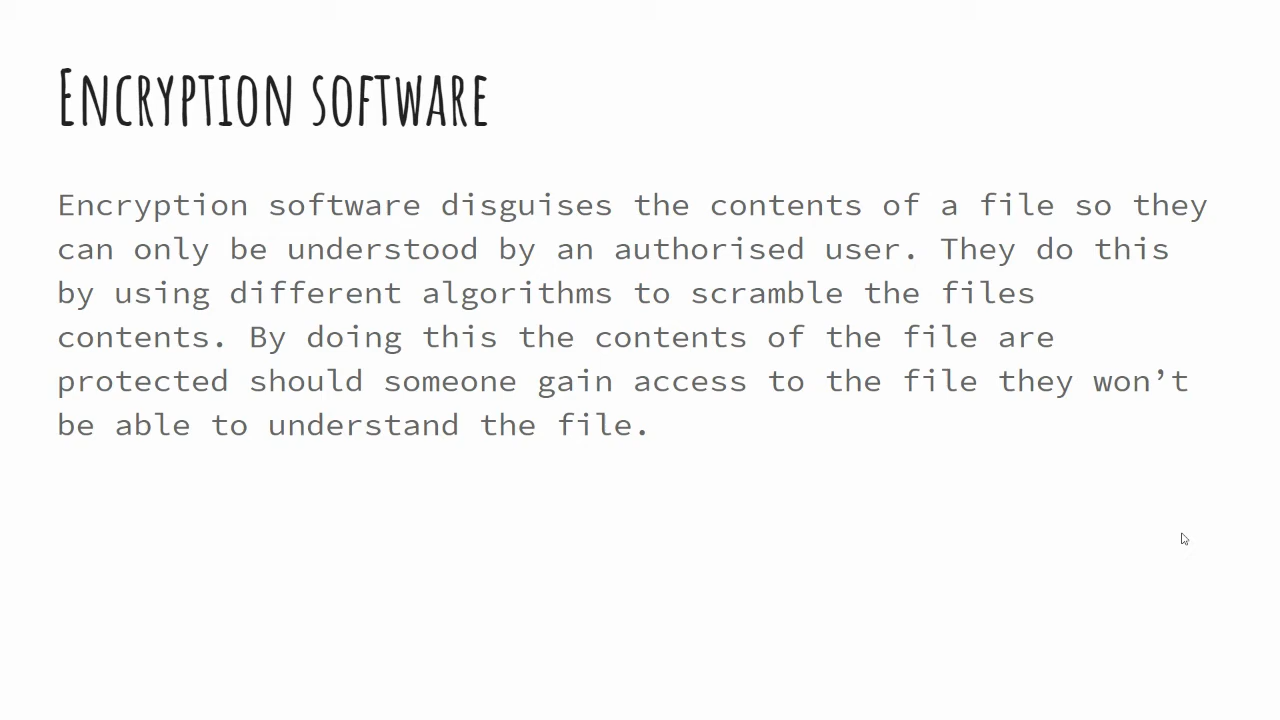 Encryption software
Encryption software disguises the contents of a file so they
can only be understood by an authorised user. They do this
by using different algorithms to scramble the files
contents. By doing this the contents of the file are
protected should someone gain access to the file they won’t
be able to understand the file.